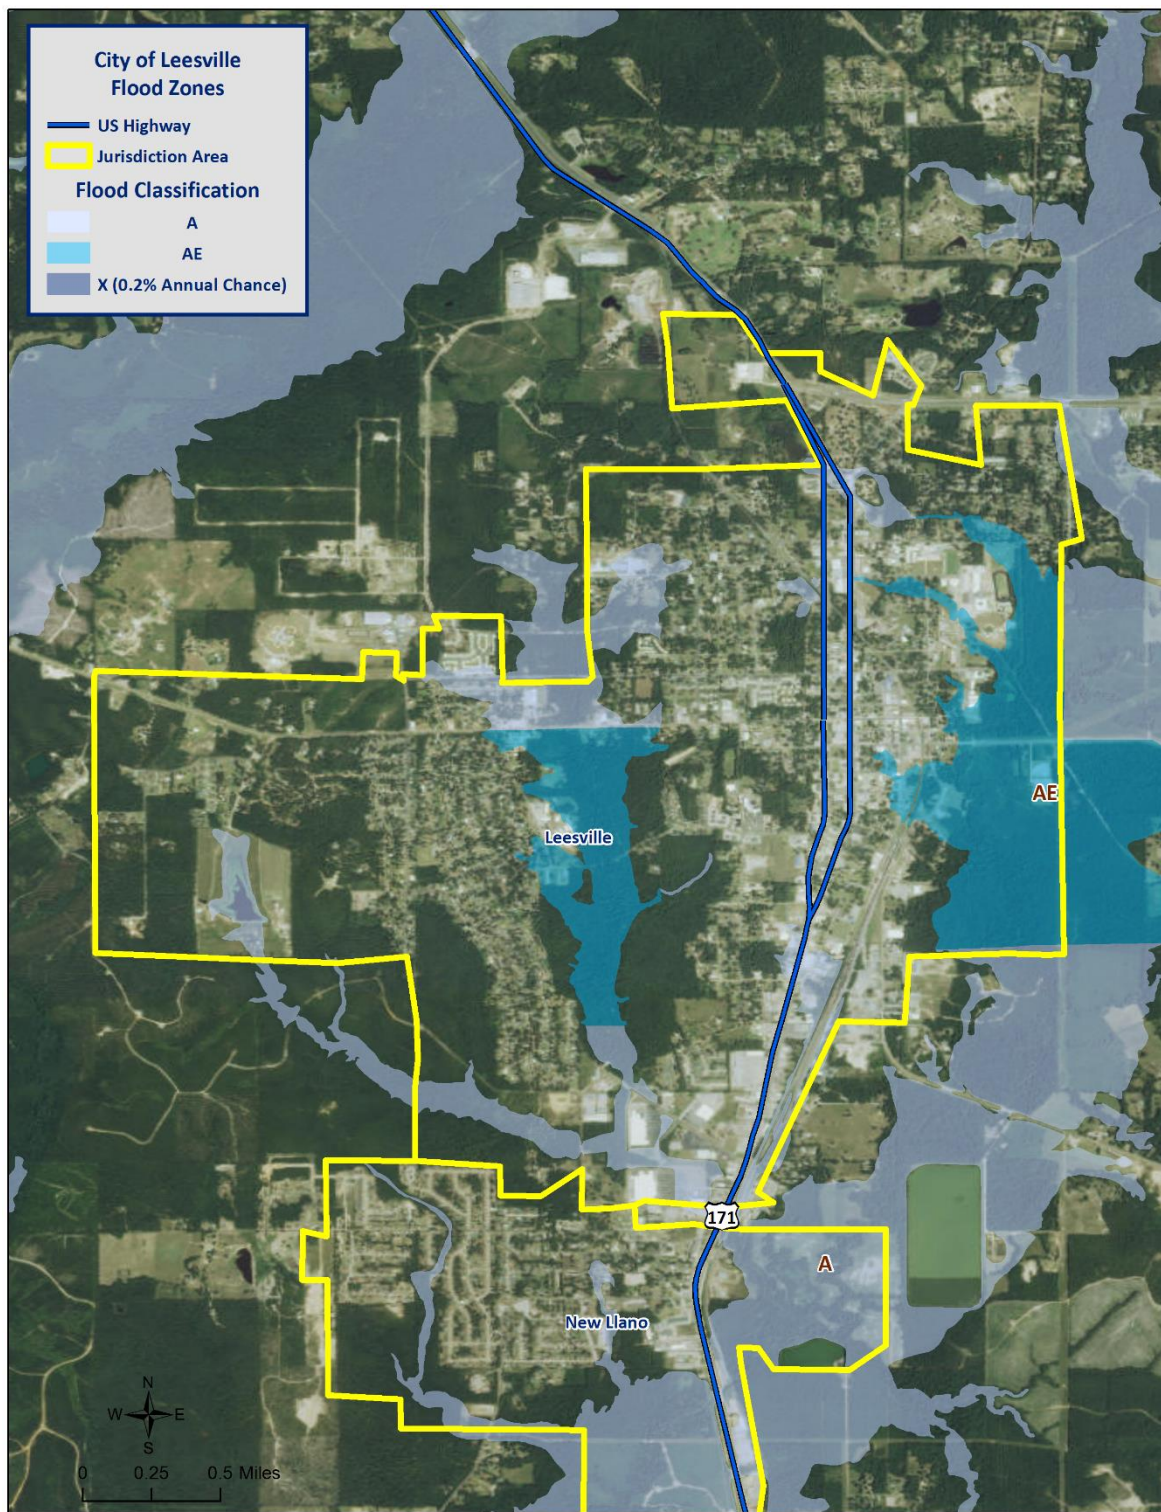 City of Leesville
Flood Zones
US Highway
Jurisdiction Area
Flood Classification
A
AE
X (0.2% Annual Chance)
AE
Leesville
171
A
New Llano
N
W E
S
0 0.25 0.5 Miles